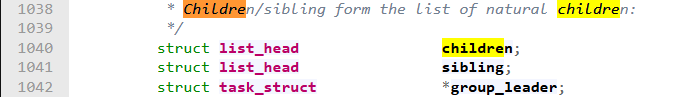 1038 * Children/sibling form the list of natural children:
1039 */
1040 struct list_head children;
1041 struct list_head sibling;
1042 struct task_struct *group_leader;